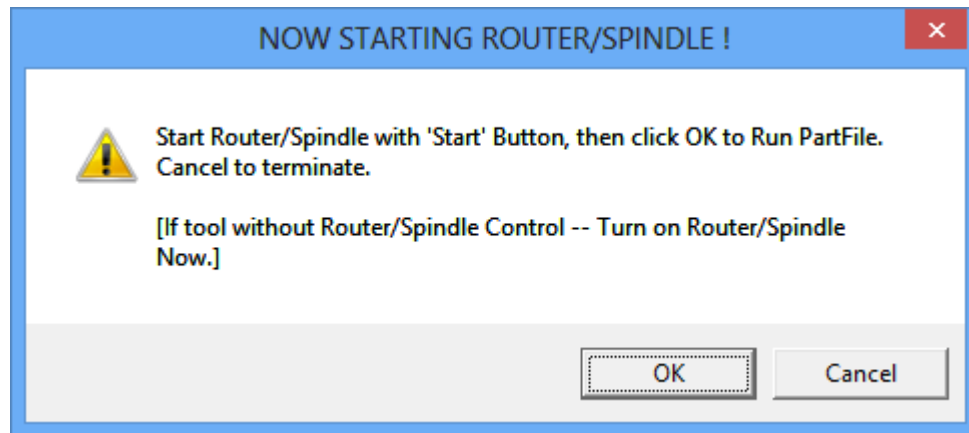 NOW STARTING ROUTER/SPINDLE !
Start Router/Spindle with 'Start' Button, then click OK to Run PartFile.
Cancel to terminate.
[If tool without Router/Spindle Control -- Turn on Router/Spindle
Now.]
OK
Cancel